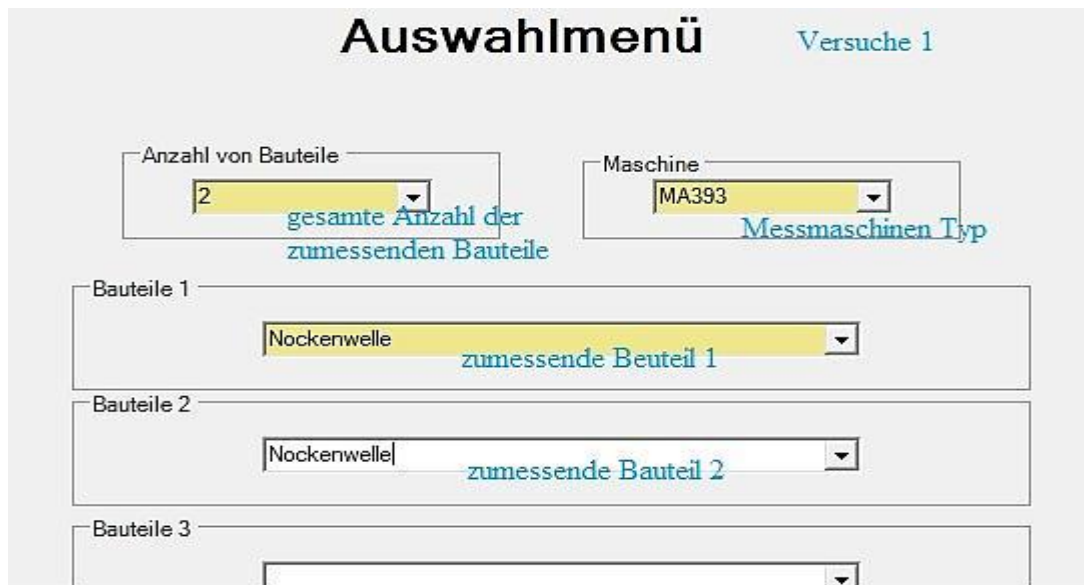 Auswahlmenü
Versuche 1
Anzahl von Bauteile
2
gesamte Anzahl der
zumessenden Bauteile
Maschine
MA393
Messmaschinen Typ
Bauteile 1
Nockenwelle
zumessende Beuteil 1
Bauteile 2
Nockenwelle
zumessende Bauteil 2
Bauteile 3